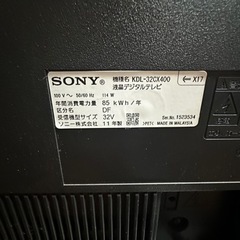 SONY
機種名 KDL-32CX400
液晶デジタルテレビ
X17
100 V ～ 50/60 Hz 114 W
年間消費電力量 85 kWh/年
区分名 DF
受信機型サイズ 32V
ソニー株式会社 11年製
Ser.No. 1523534
MADE IN MALAYSIA